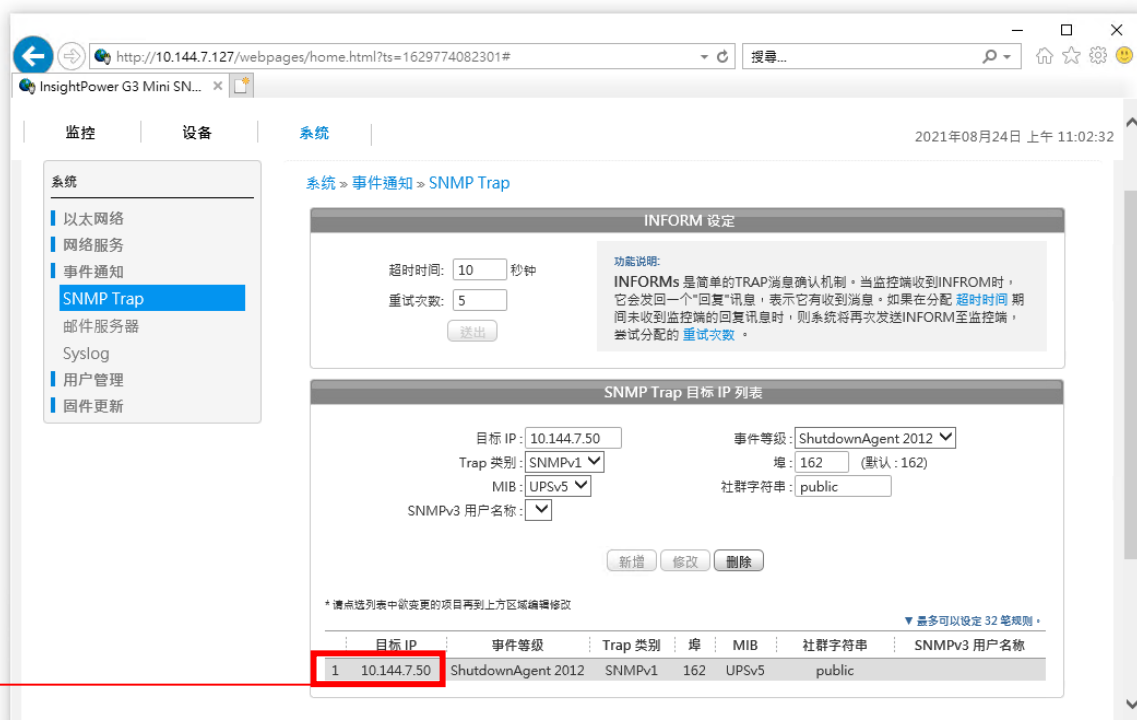 http://10.144.7.127/webpages/home.html?ts=1629774082301#
搜尋...
InsightPower G3 Mini SN...
监控
设备
系统
2021年08月24日 上午 11:02:32
系统
以太网络
网络服务
事件通知
SNMP Trap
邮件服务器
Syslog
用户管理
固件更新
系统 » 事件通知 » SNMP Trap
INFORM 设定
超时时间: 10 秒钟
重试次数: 5
送出
功能说明:
INFORMs 是简单的TRAP消息确认机制。当监控端收到INFROM时，
它会发回一个"回复"讯息，表示它有收到消息。如果在分配 超时时间 期
间未收到监控端的回复讯息时，则系统将再次发送INFORM至监控端，
尝试分配的 重试次数 。
SNMP Trap 目标 IP 列表
目标 IP : 10.144.7.50 事件等级 : ShutdownAgent 2012
Trap 类别 : SNMPv1 埠 : 162 (默认 : 162)
MIB : UPSv5 社群字符串 : public
SNMPv3 用户名称 :
新增 修改 删除
* 请点选列表中欲变更的项目再到上方区域编辑修改
▼ 最多可以设定 32 笔规则。
目标 IP 事件等级 Trap 类别 埠 MIB 社群字符串 SNMPv3 用户名称
1 10.144.7.50 ShutdownAgent 2012 SNMPv1 162 UPSv5 public